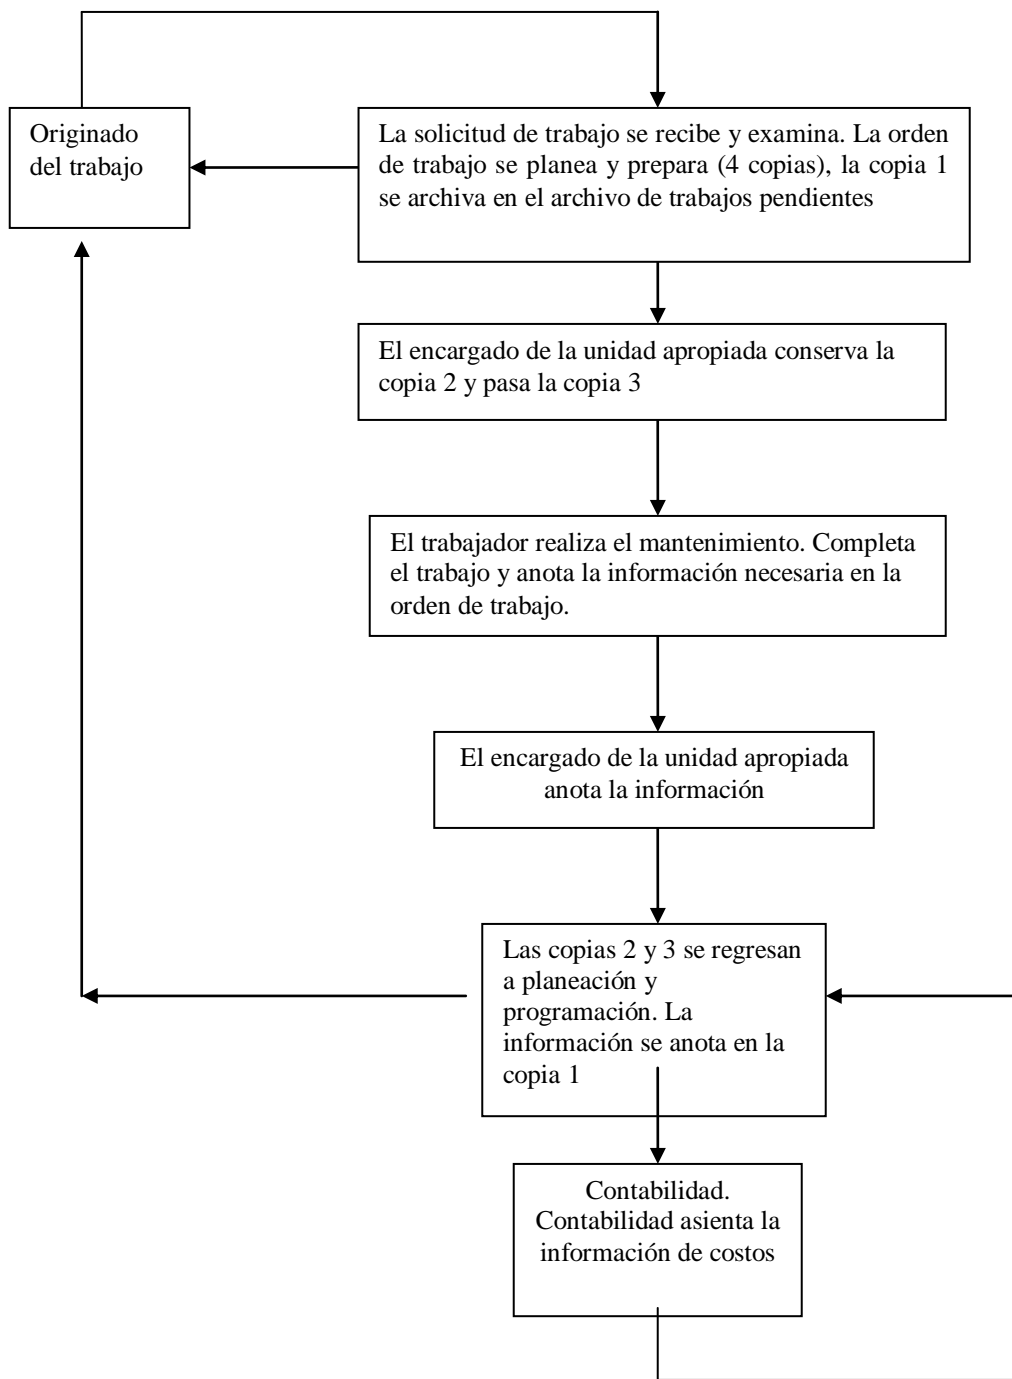 Originado
del trabajo
La solicitud de trabajo se recibe y examina. La orden
de trabajo se planea y prepara (4 copias), la copia 1
se archiva en el archivo de trabajos pendientes
El encargado de la unidad apropiada conserva la
copia 2 y pasa la copia 3
El trabajador realiza el mantenimiento. Completa
el trabajo y anota la información necesaria en la
orden de trabajo.
El encargado de la unidad apropiada
anota la información
Las copias 2 y 3 se regresan
a planeación y
programación. La
información se anota en la
copia 1
Contabilidad.
Contabilidad asienta la
información de costos